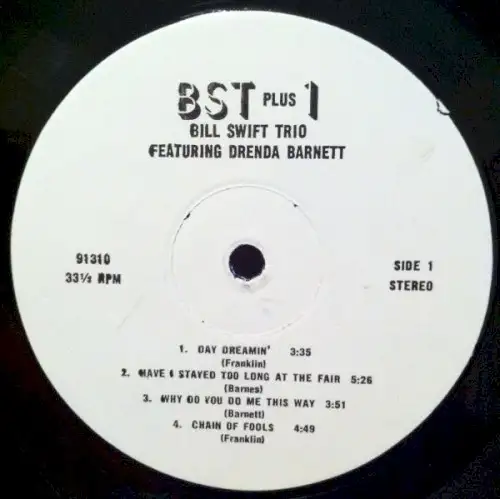 BST PLUS 1
BILL SWIFT TRIO
FEATURING DRENDA BARNETT
91310
33⅓ RPM
SIDE 1
STEREO
1. DAY DREAMIN' 3:35
(Franklin)
2. HAVE I STAYED TOO LONG AT THE FAIR 5:26
(Barnes)
3. WHY DO YOU DO ME THIS WAY 3:51
(Barnett)
4. CHAIN OF FOOLS 4:49
(Franklin)